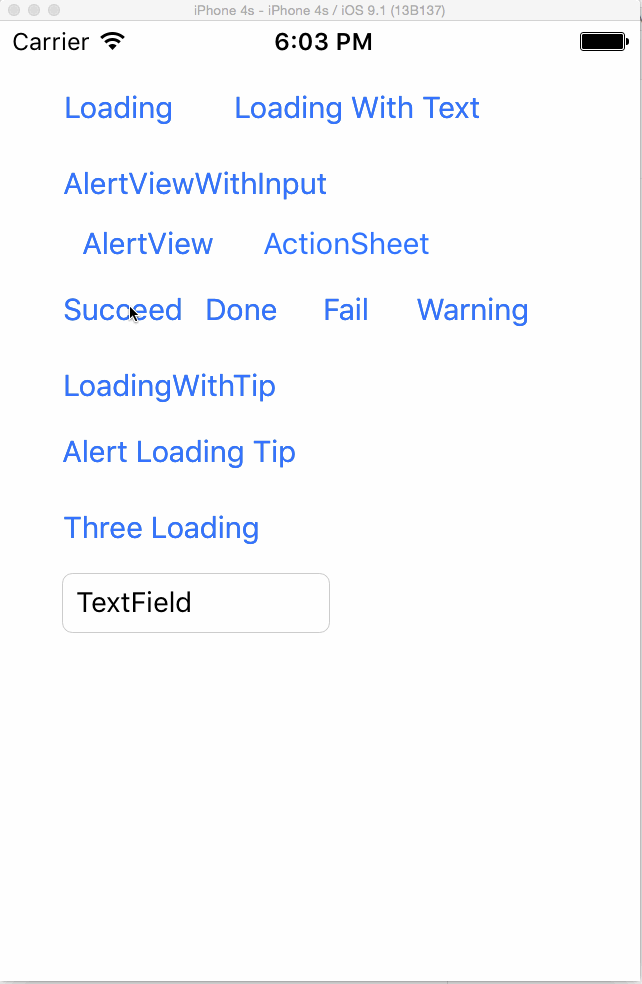 iPhone 4s - iPhone 4s / iOS 9.1 (13B137)
Carrier 6:03 PM
Loading Loading With Text
AlertViewWithInput
AlertView ActionSheet
Succeed Done Fail Warning
LoadingWithTip
Alert Loading Tip
Three Loading
TextField